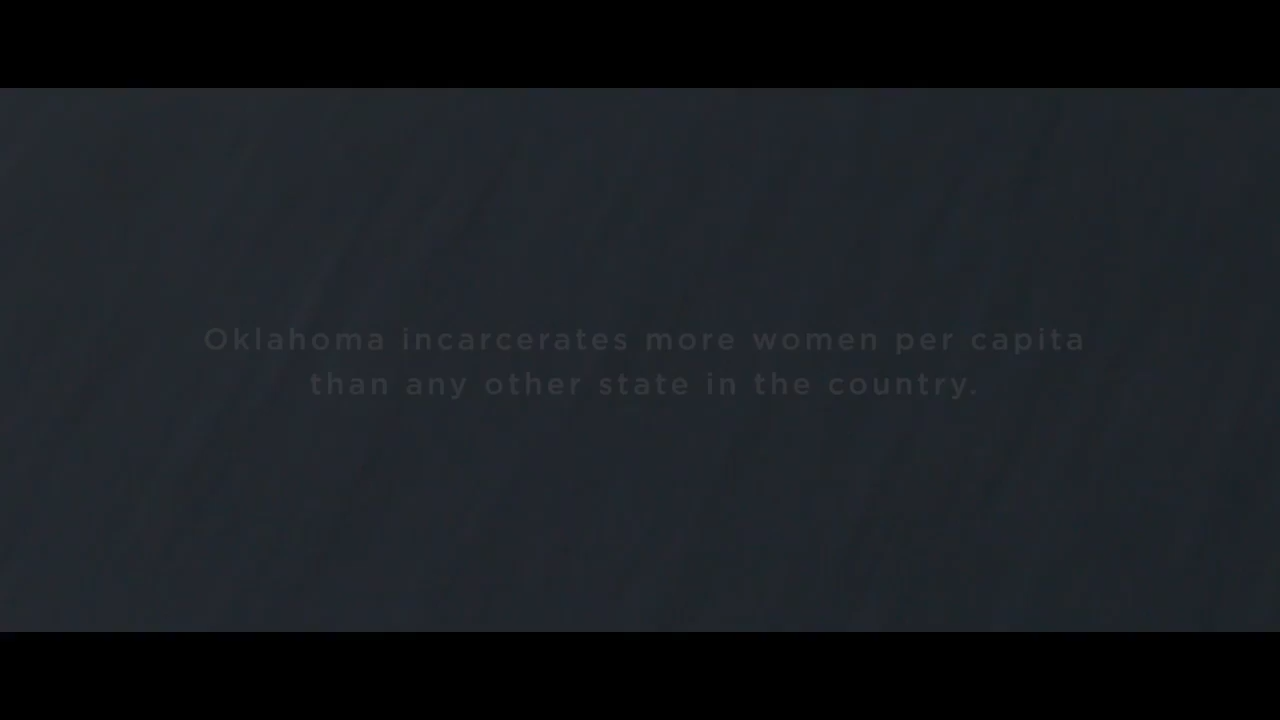 Oklahoma incarcerates more women per capita
than any other state in the country.